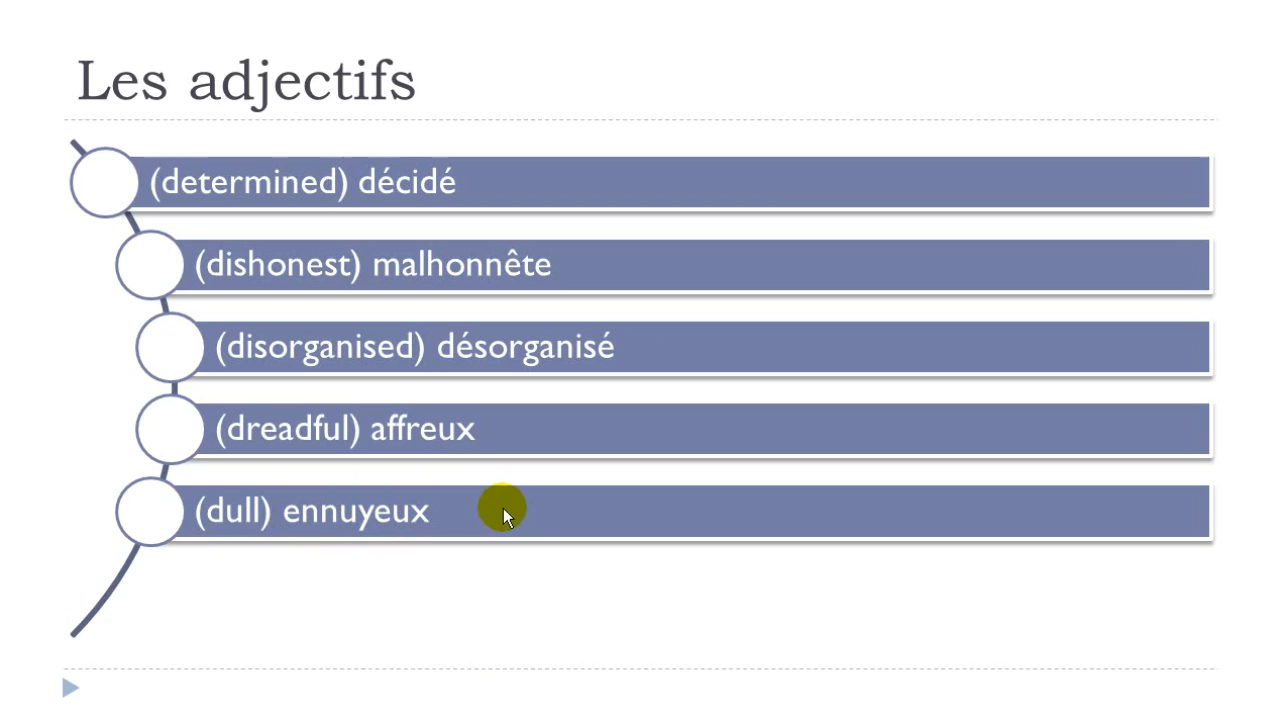 Les adjectifs
(determined) décidé
(dishonest) malhonnête
(disorganised) désorganisé
(dreadful) affreux
(dull) ennuyeux